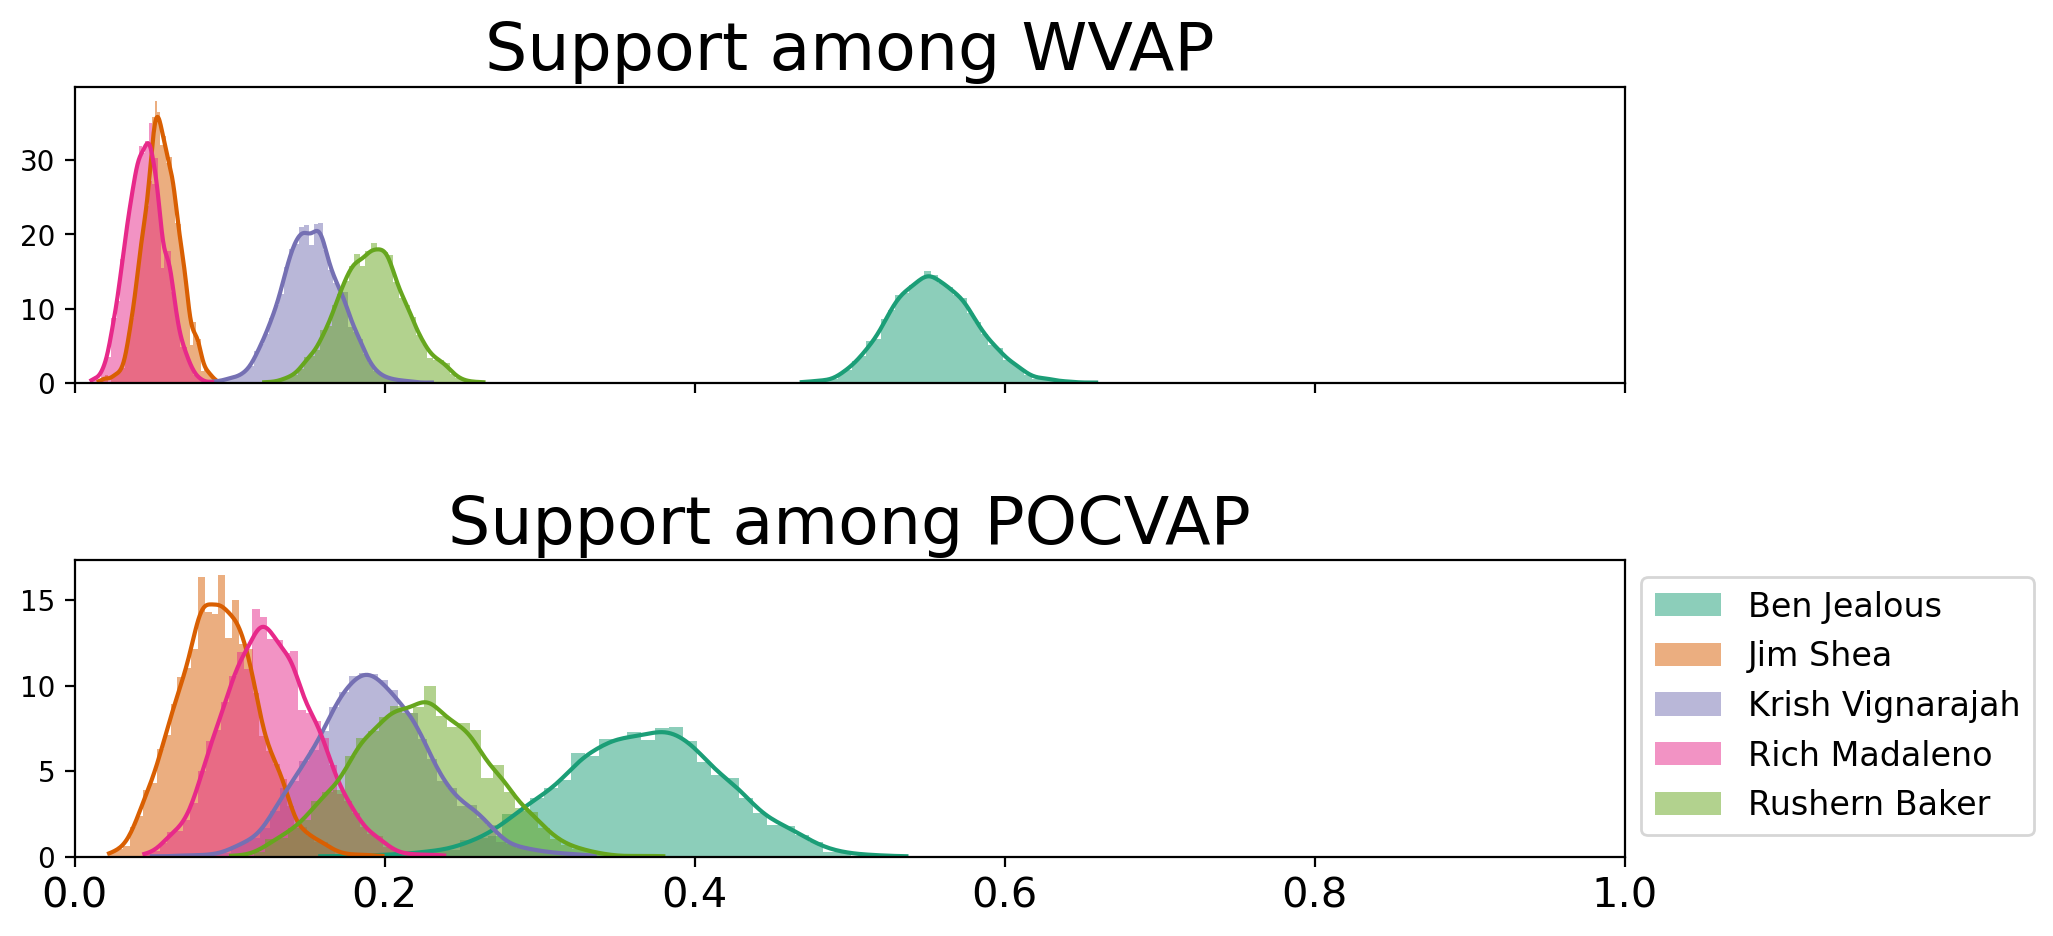 Support among WVAP
30
20
10
0
Support among POCVAP
15
10
5
0
0.0 0.2 0.4 0.6 0.8 1.0
Ben Jealous
Jim Shea
Krish Vignarajah
Rich Madaleno
Rushern Baker